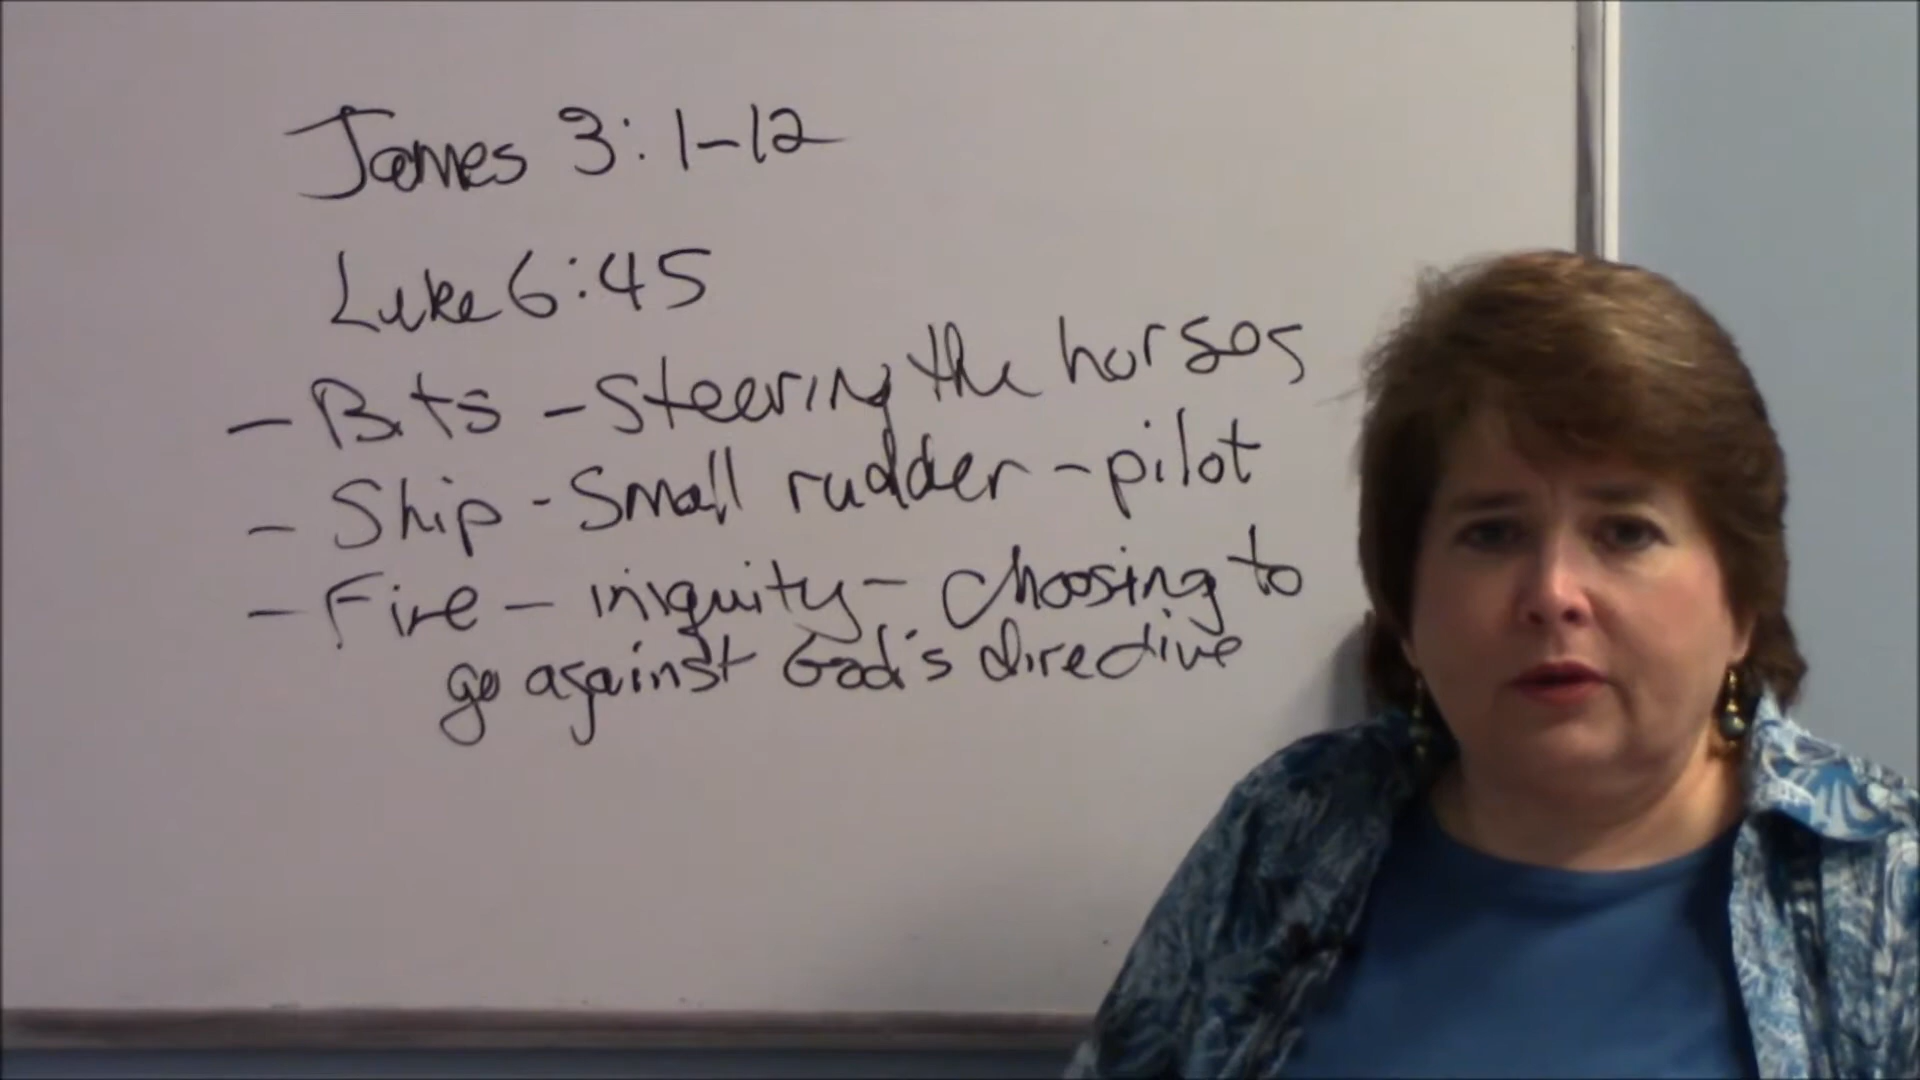 James 3:1-12
Luke 6:45
- Bits - Steering the horses
- Ship - Small rudder - pilot
- Fire - iniquity - Choosing to
go against God's directive